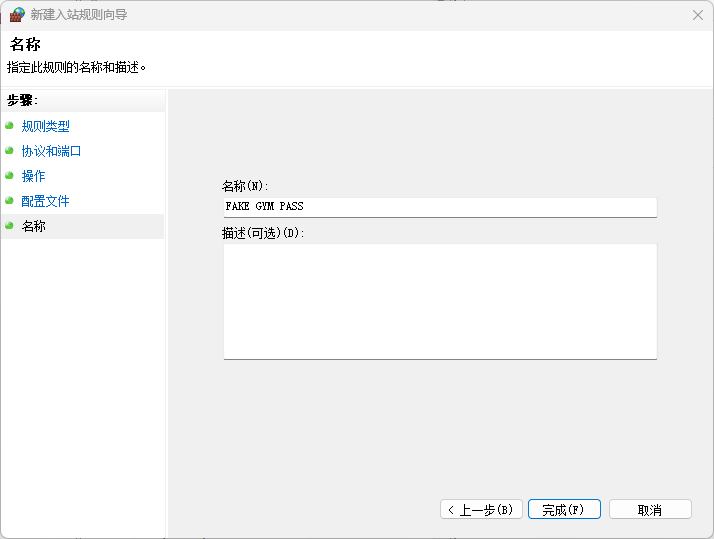 新建入站规则向导
名称
指定此规则的名称和描述。
步骤:
规则类型
协议和端口
操作
配置文件
名称
名称(N):
FAKE GYM PASS
描述(可选)(D):
< 上一步(B)
完成(F)
取消